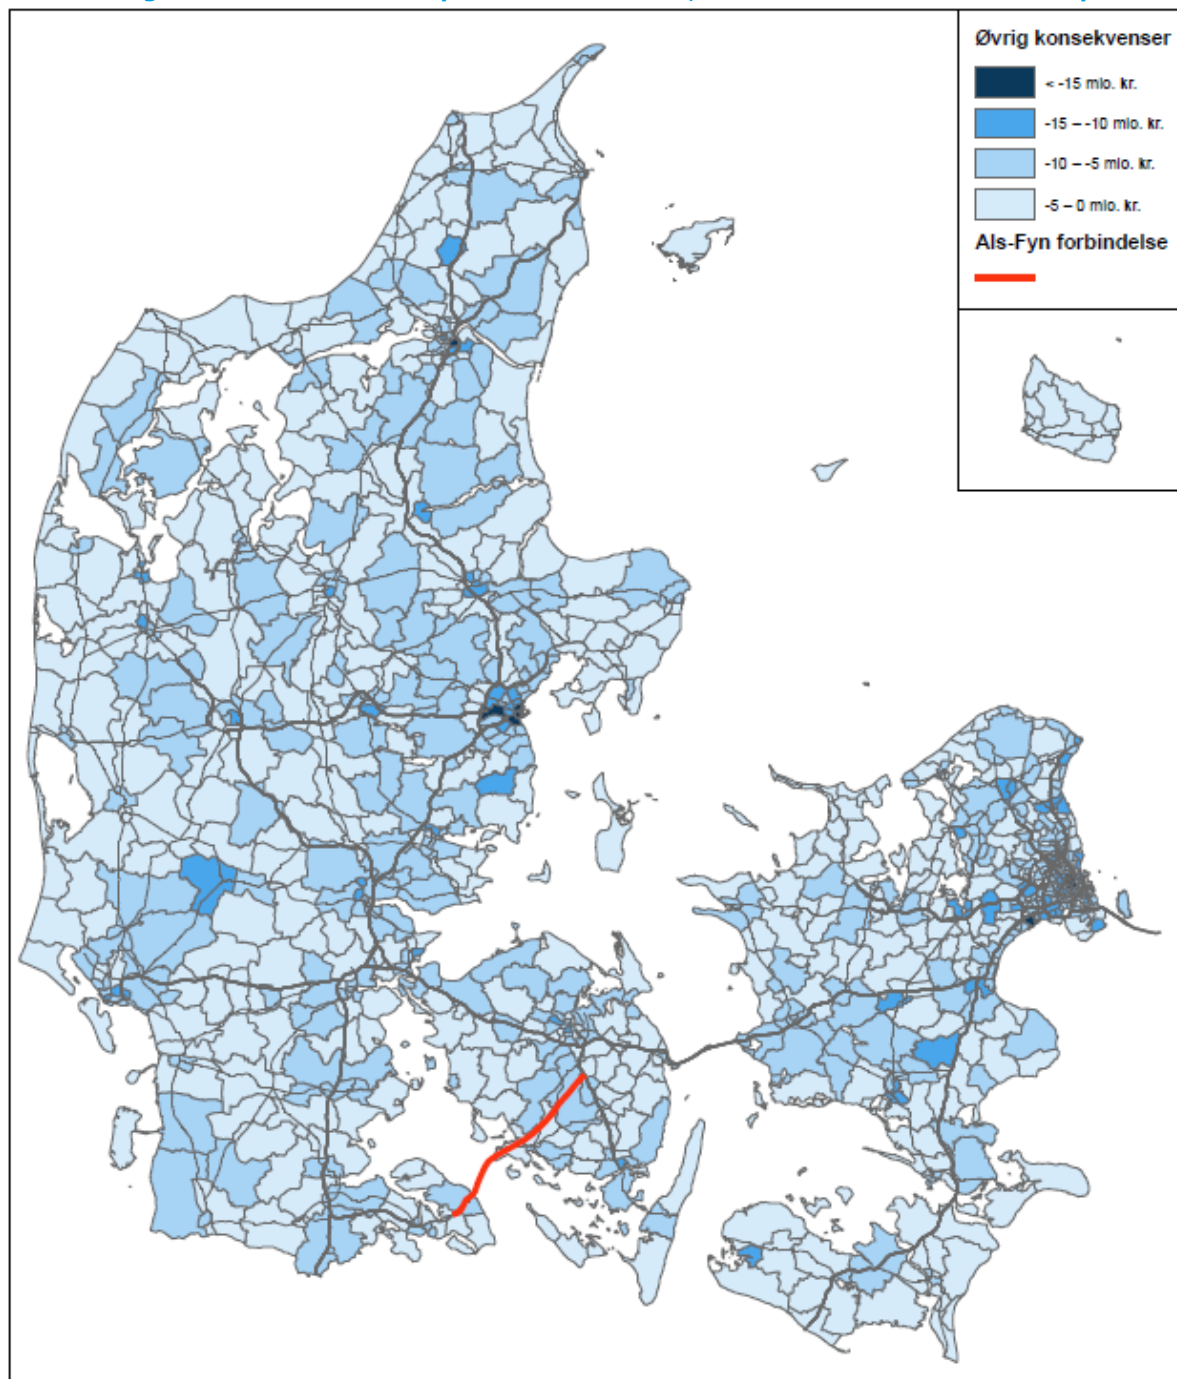 Øvrig konsekvenser
< -15 mio. kr.
-15 – -10 mio. kr.
-10 – -5 mio. kr.
-5 – 0 mio. kr.
Als-Fyn forbindelse